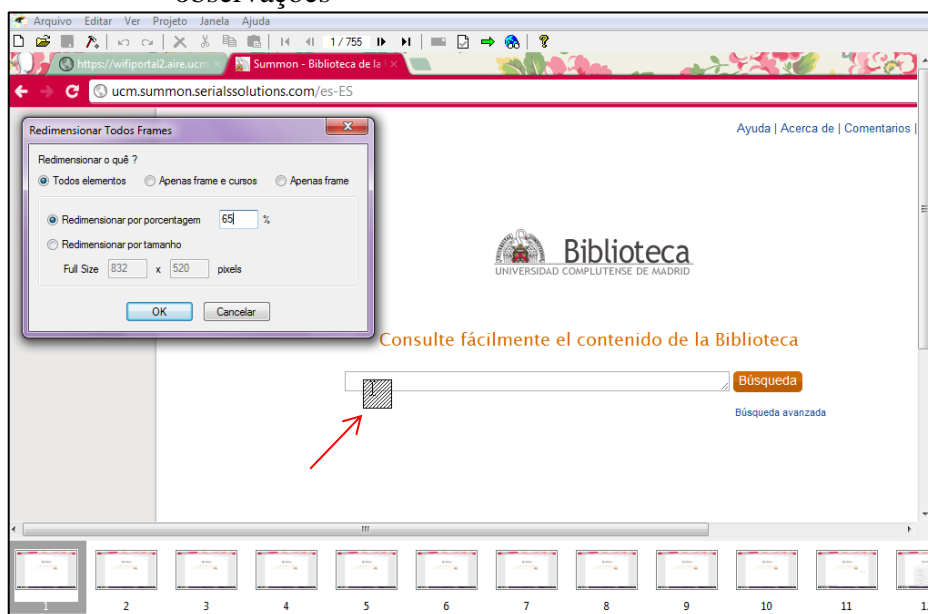 observações
Arquivo Editar Ver Projeto Janela Ajuda
1 / 755
https://wifiportal2.aire.ucm
Summon - Biblioteca de la
ucm.summon.serialssolutions.com/es-ES
Redimensionar Todos Frames
Redimensionar o quê ?
Todos elementos Apenas frame e cursos Apenas frame
Redimensionar por porcentagem 65 %
Redimensionar por tamanho
Full Size 832 x 520 pixels
OK Cancelar
Ayuda | Acerca de | Comentarios |
Biblioteca
UNIVERSIDAD COMPLUTENSE DE MADRID
Consulte fácilmente el contenido de la Biblioteca
Búsqueda
Búsqueda avanzada
1 2 3 4 5 6 7 8 9 10 11